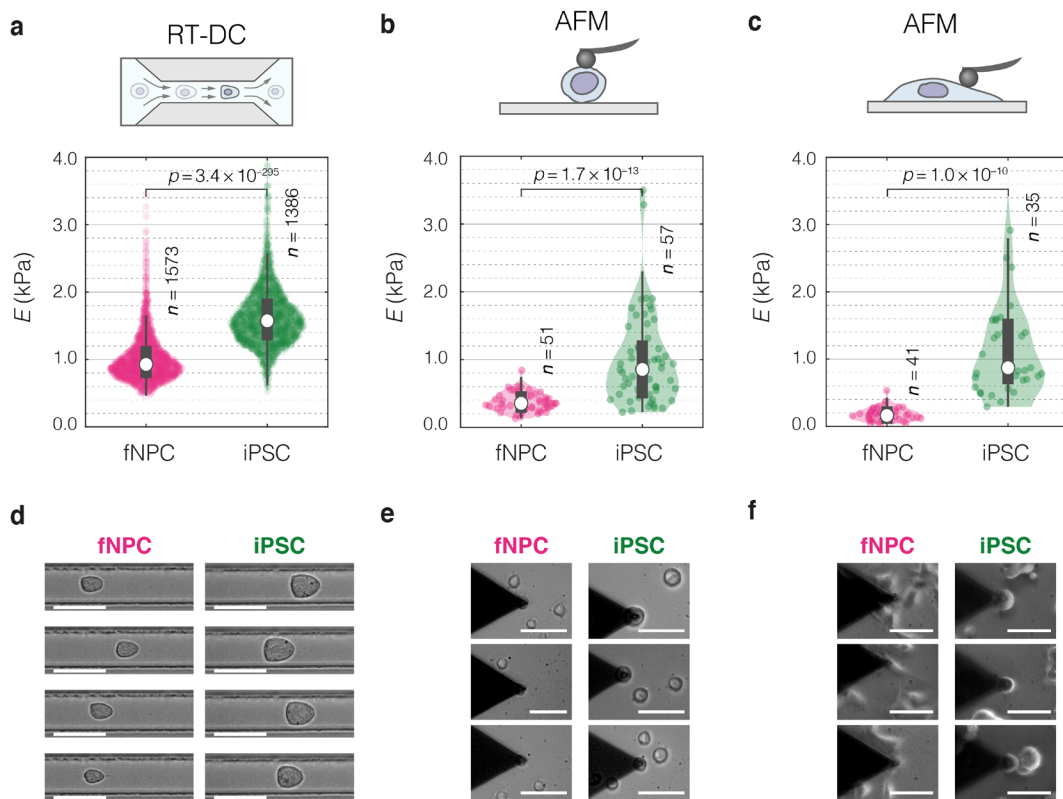 a
RT-DC
4.0
3.0
2.0
1.0
0.0
E (kPa)
p = 3.4 × 10⁻²⁹⁵
n = 1573
n = 1386
fNPC
iPSC
b
AFM
4.0
3.0
2.0
1.0
0.0
E (kPa)
p = 1.7 × 10⁻¹³
n = 51
n = 57
fNPC
iPSC
c
AFM
4.0
3.0
2.0
1.0
0.0
E (kPa)
p = 1.0 × 10⁻¹⁰
n = 41
n = 35
fNPC
iPSC
d
fNPC
iPSC
e
fNPC
iPSC
f
fNPC
iPSC